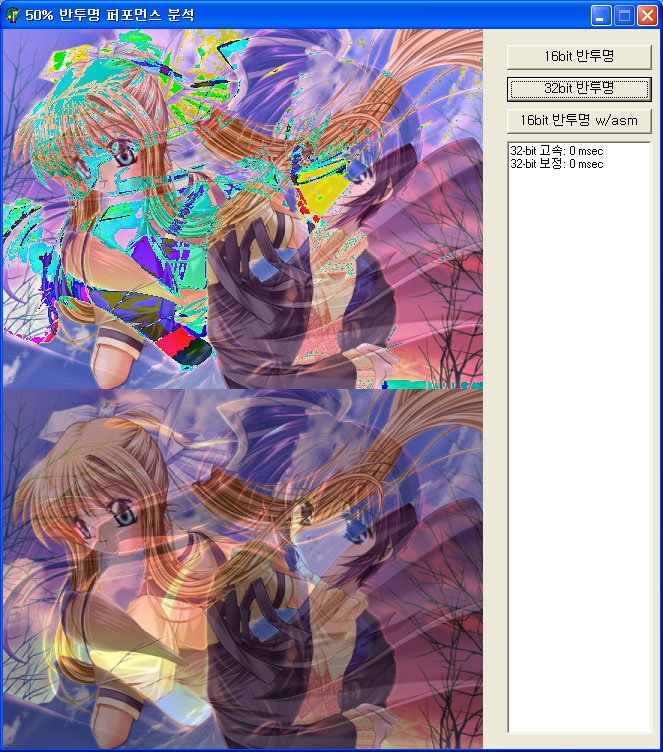 50% 반투명 퍼포먼스 분석
16bit 반투명
32bit 반투명
16bit 반투명 w/asm
32-bit 고속: 0 msec
32-bit 보정: 0 msec